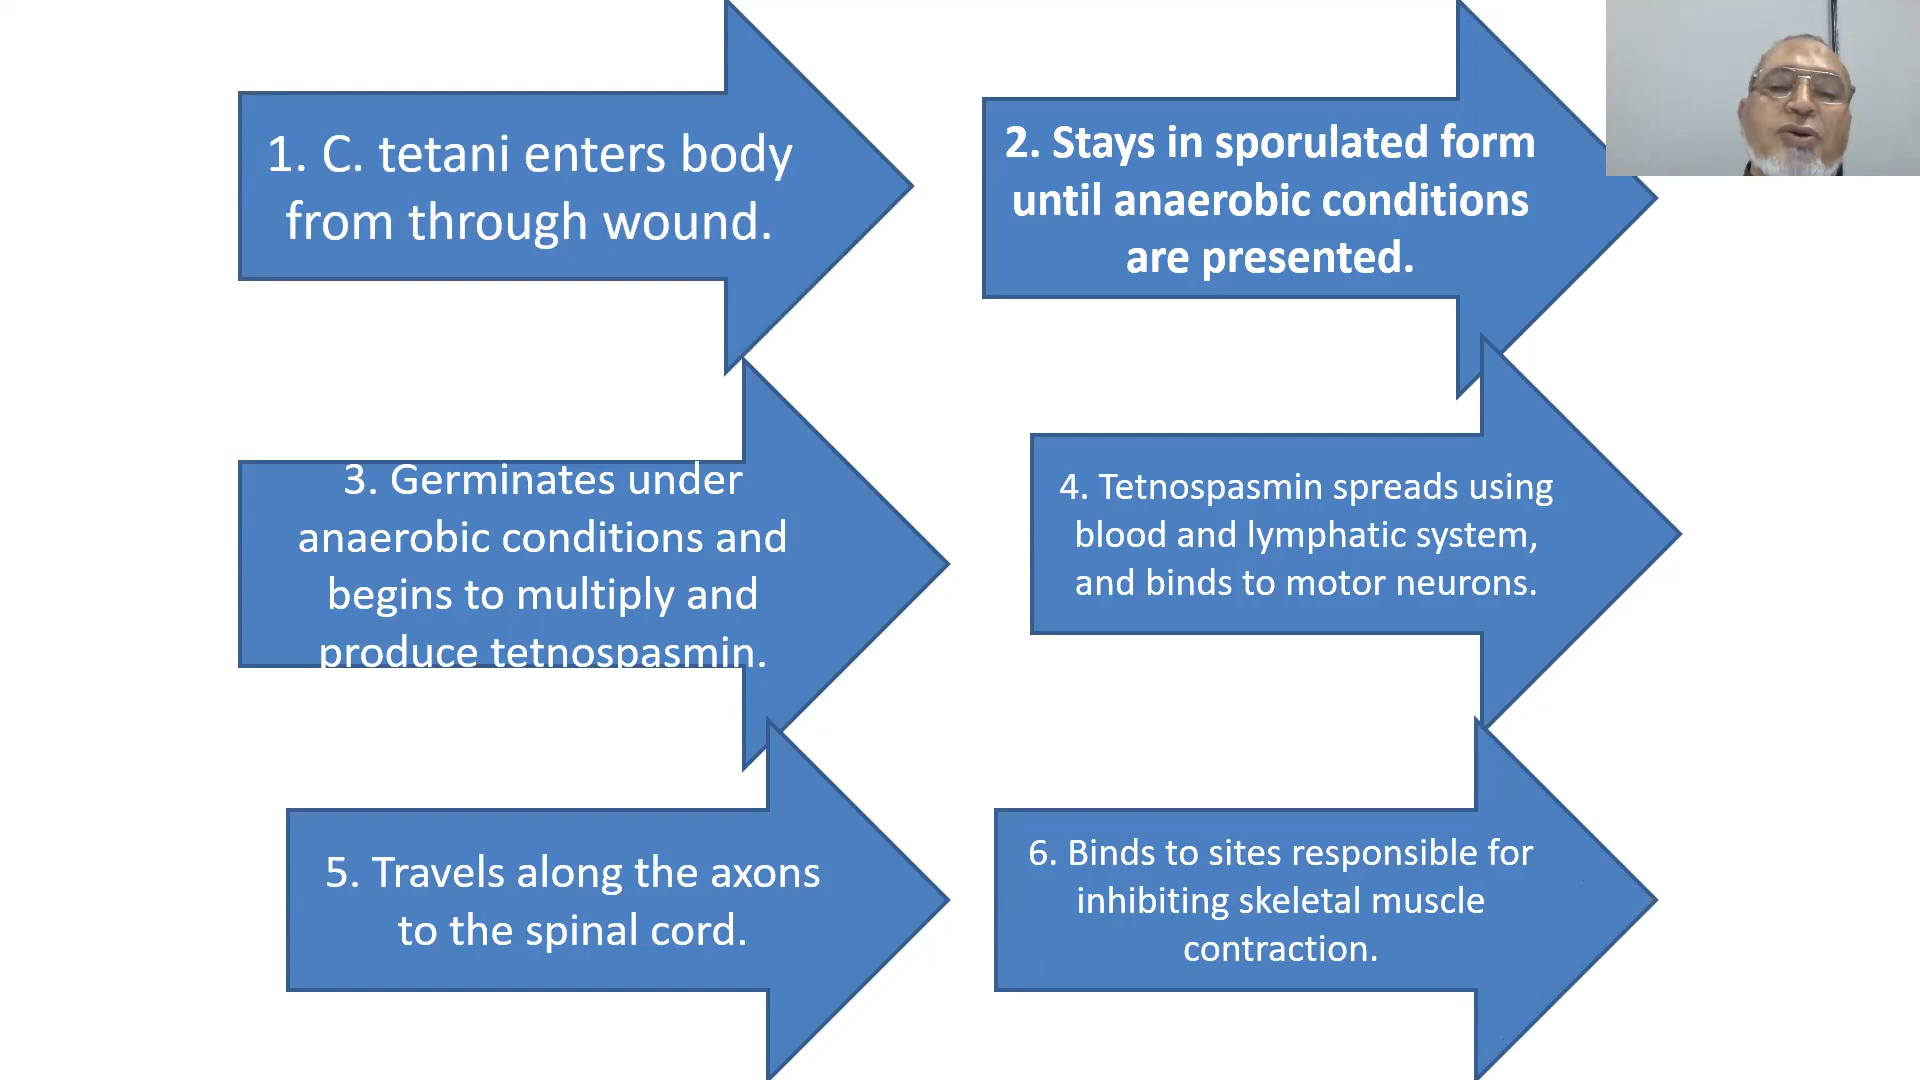 1. C. tetani enters body
from through wound.
2. Stays in sporulated form
until anaerobic conditions
are presented.
3. Germinates under
anaerobic conditions and
begins to multiply and
produce tetnospasmin.
4. Tetnospasmin spreads using
blood and lymphatic system,
and binds to motor neurons.
5. Travels along the axons
to the spinal cord.
6. Binds to sites responsible for
inhibiting skeletal muscle
contraction.